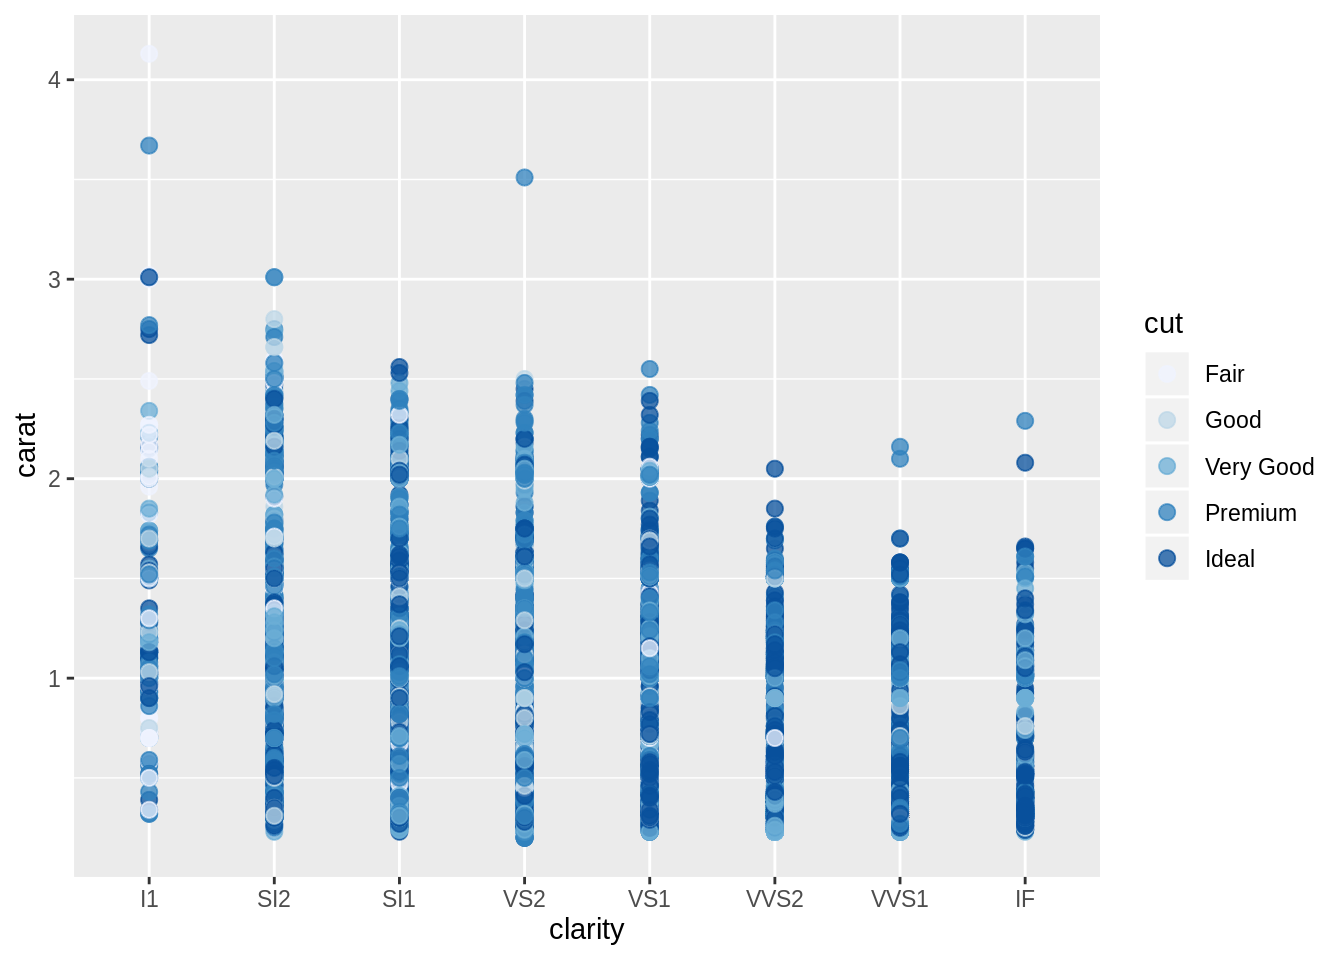 4
3
2
1
carat
I1 SI2 SI1 VS2 VS1 VVS2 VVS1 IF
clarity
cut
Fair
Good
Very Good
Premium
Ideal